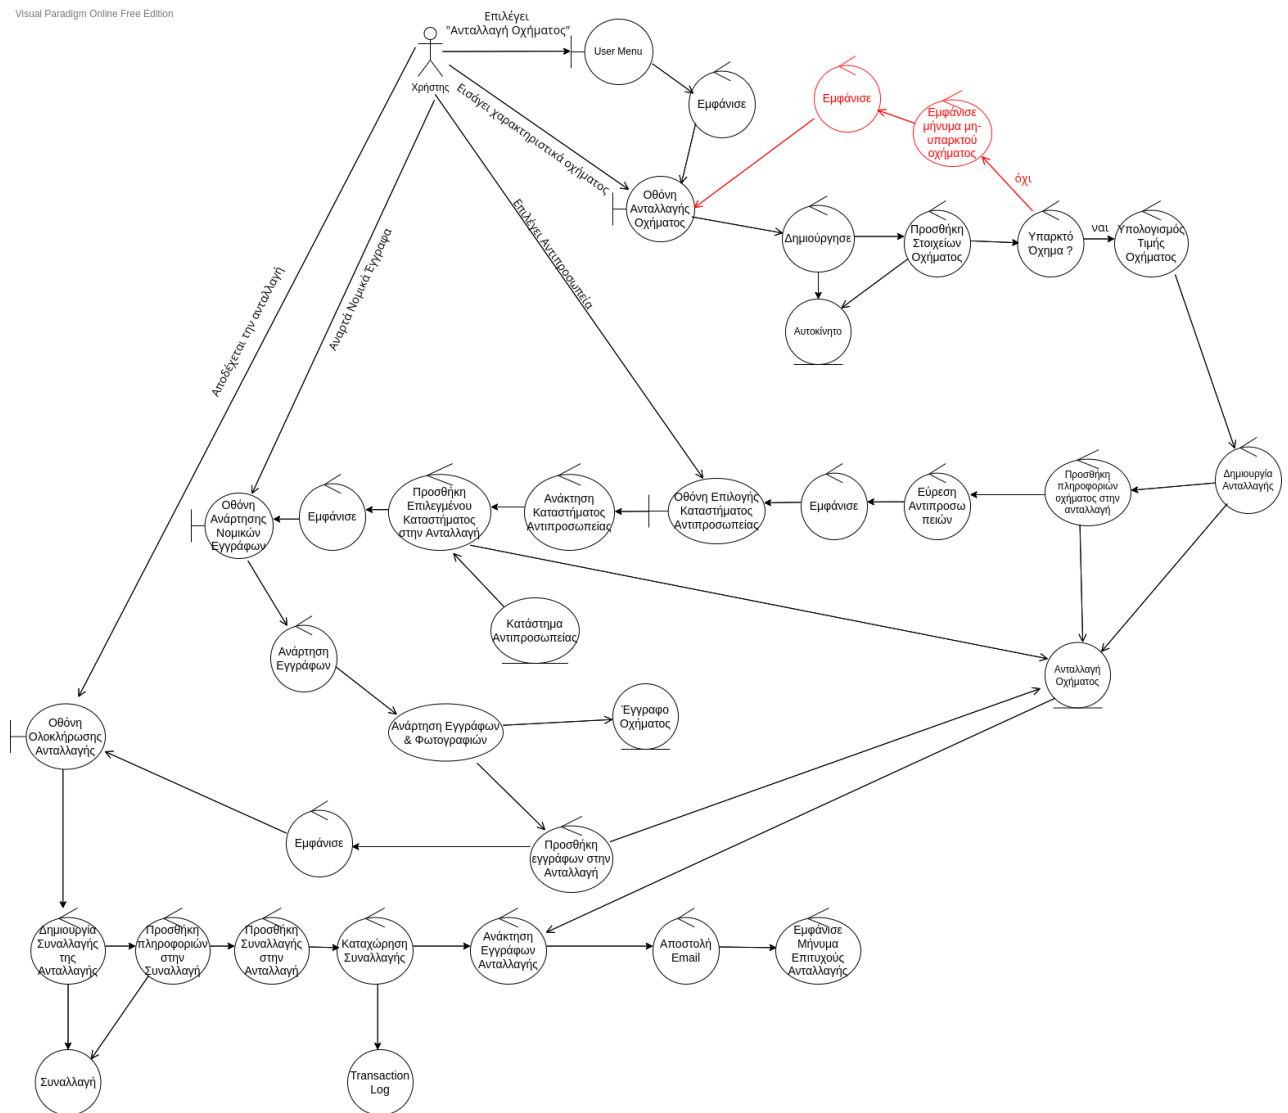 Visual Paradigm Online Free Edition
Επιλέγει
"Ανταλλαγή Οχήματος"
Χρήστης
User Menu
Εμφάνισε
Εμφάνισε
Εμφάνισε
μήνυμα μη-
υπαρκτού
οχήματος
όχι
Εισάγει χαρακτηριστικά οχήματος
Οθόνη
Ανταλλαγής
Οχήματος
Δημιούργησε
Προσθήκη
Στοιχείων
Οχήματος
Υπαρκτό
Όχημα ?
ναι
Υπολογισμός
Τιμής
Οχήματος
Αυτοκίνητο
Επιλέγει Αντιπροσωπεία
Αναρτά Νομικά Έγγραφα
Αποδέχεται την ανταλλαγή
Οθόνη
Ανάρτησης
Νομικών
Εγγράφων
Εμφάνισε
Προσθήκη
Επιλεγμένου
Καταστήματος
στην Ανταλλαγή
Ανάκτηση
Καταστήματος
Αντιπροσωπείας
Οθόνη Επιλογής
Καταστήματος
Αντιπροσωπείας
Εμφάνισε
Εύρεση
Αντιπροσω
πειών
Προσθήκη
πληροφοριών
οχήματος στην
ανταλλαγή
Δημιουργία
Ανταλλαγής
Κατάστημα
Αντιπροσωπείας
Ανάρτηση
Εγγράφων
Ανταλλαγή
Οχήματος
Οθόνη
Ολοκλήρωσης
Ανταλλαγής
Ανάρτηση Εγγράφων
& Φωτογραφιών
Έγγραφο
Οχήματος
Εμφάνισε
Προσθήκη
εγγράφων στην
Ανταλλαγή
Δημιουργία
Συναλλαγής
της
Ανταλλαγής
Προσθήκη
πληροφοριών
στην
Συναλλαγή
Προσθήκη
Συναλλαγής
στην
Ανταλλαγή
Καταχώρηση
Συναλλαγής
Ανάκτηση
Εγγράφων
Ανταλλαγής
Αποστολή
Email
Εμφάνισε
Μήνυμα
Επιτυχούς
Ανταλλαγής
Συναλλαγή
Transaction
Log